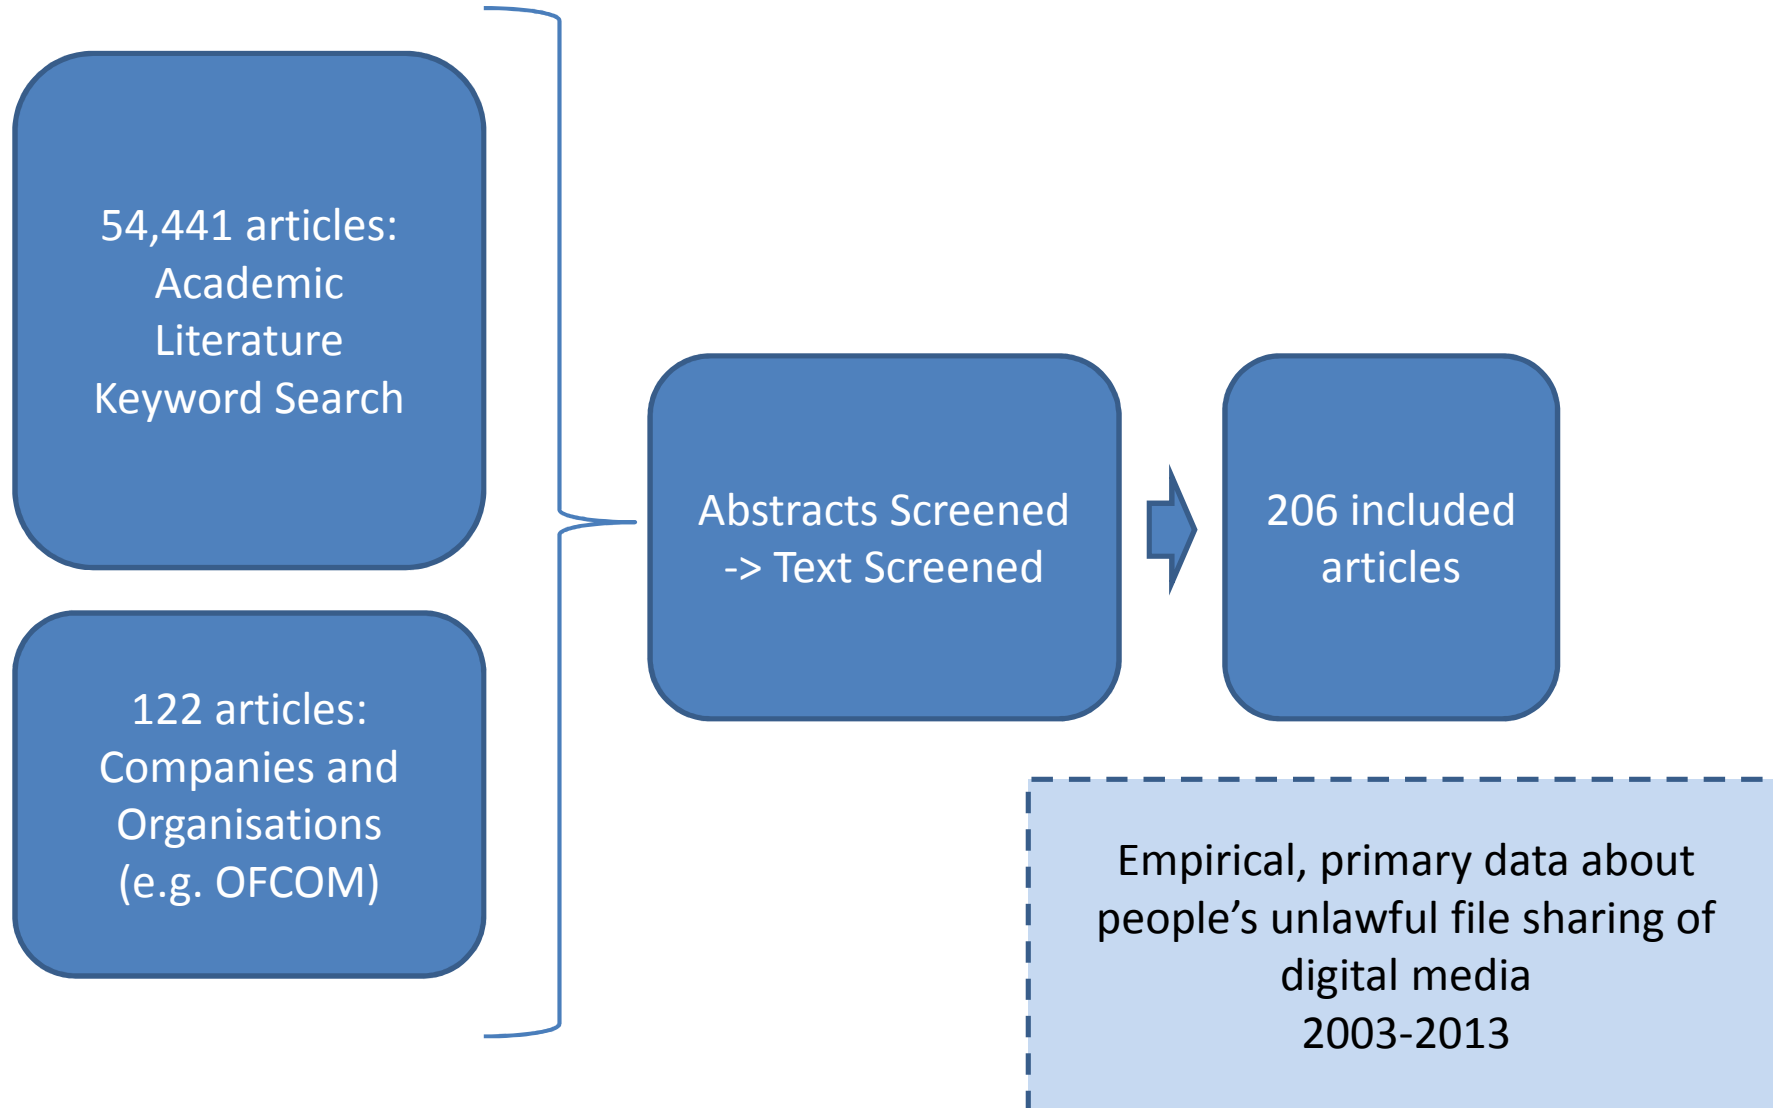 54,441 articles:
Academic
Literature
Keyword Search
122 articles:
Companies and
Organisations
(e.g. OFCOM)
Abstracts Screened
-> Text Screened
206 included
articles
Empirical, primary data about
people’s unlawful file sharing of
digital media
2003-2013